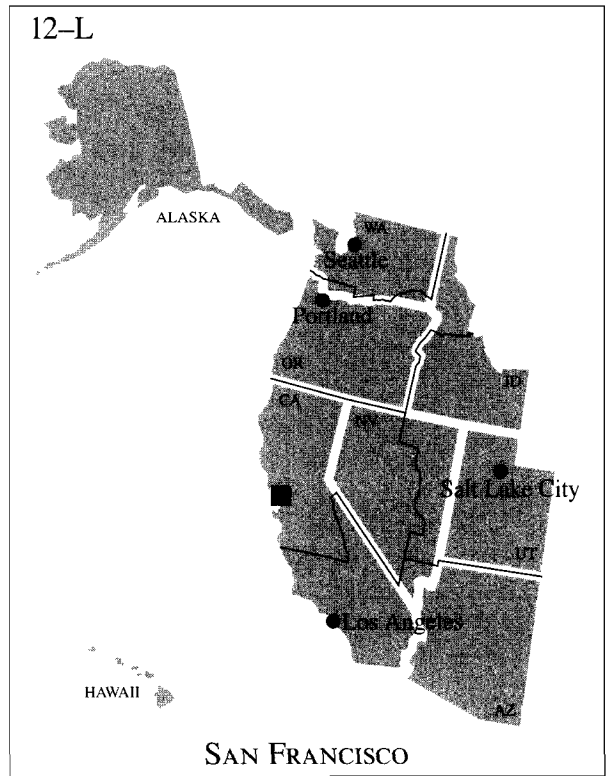 12–L
ALASKA
WA
Seattle
Portland
OR
CA
NV
ID
Salt Lake City
UT
Los Angeles
HAWAII
AZ
SAN FRANCISCO